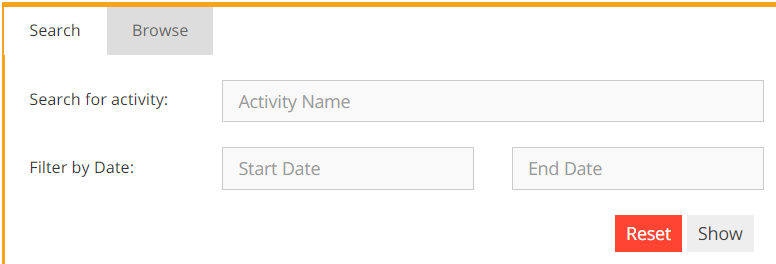 Search Browse
Search for activity: Activity Name
Filter by Date: Start Date End Date
Reset Show